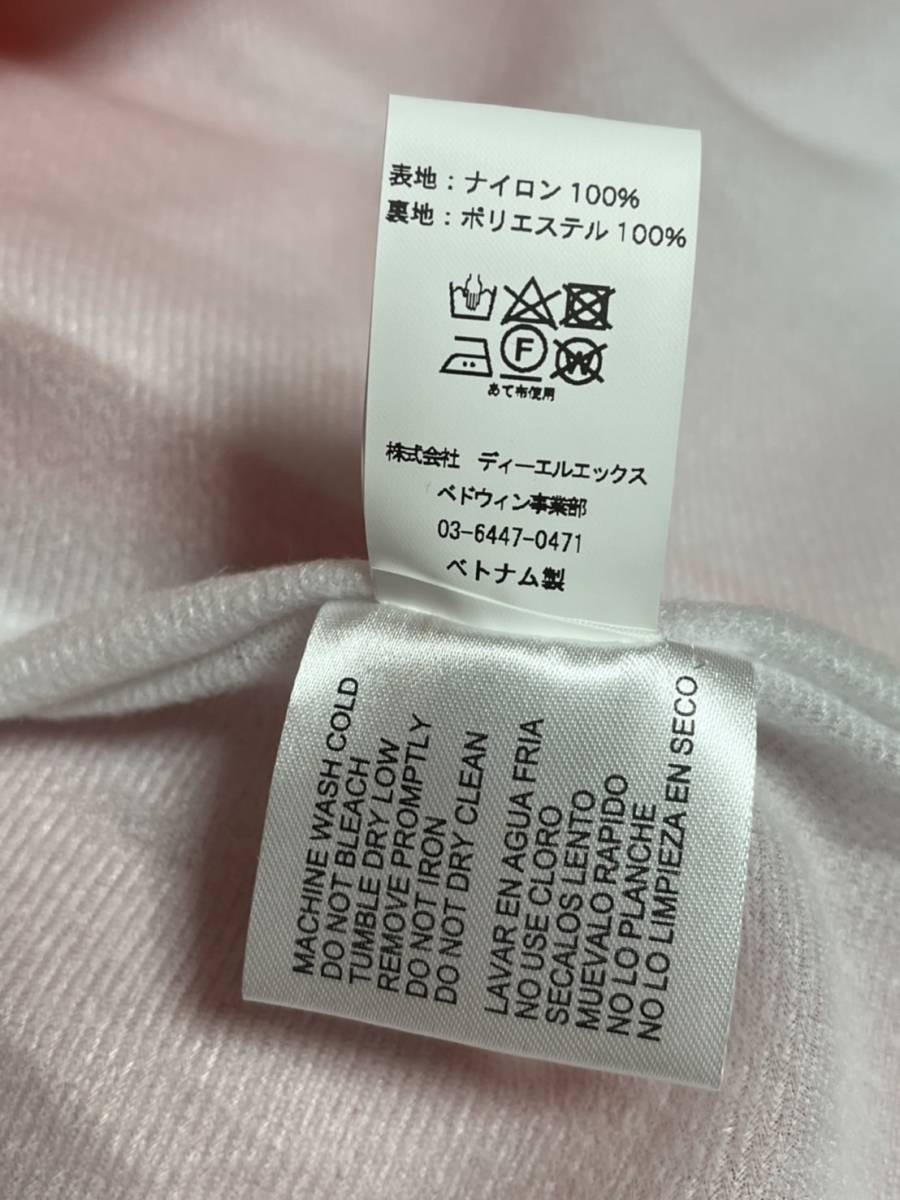 表地：ナイロン 100%
裏地：ポリエステル 100%
F W
あて布使用
株式会社 ディーエルエックス
ベドウィン事業部
03-6447-0471
ベトナム製
MACHINE WASH COLD
DO NOT BLEACH
TUMBLE DRY LOW
REMOVE PROMPTLY
DO NOT IRON
DO NOT DRY CLEAN
LAVAR EN AGUA FRIA
NO USE CLORO
SECALOS LENTO
MUEVALO RAPIDO
NO LO PLANCHE
NO LO LIMPIEZA EN SECO